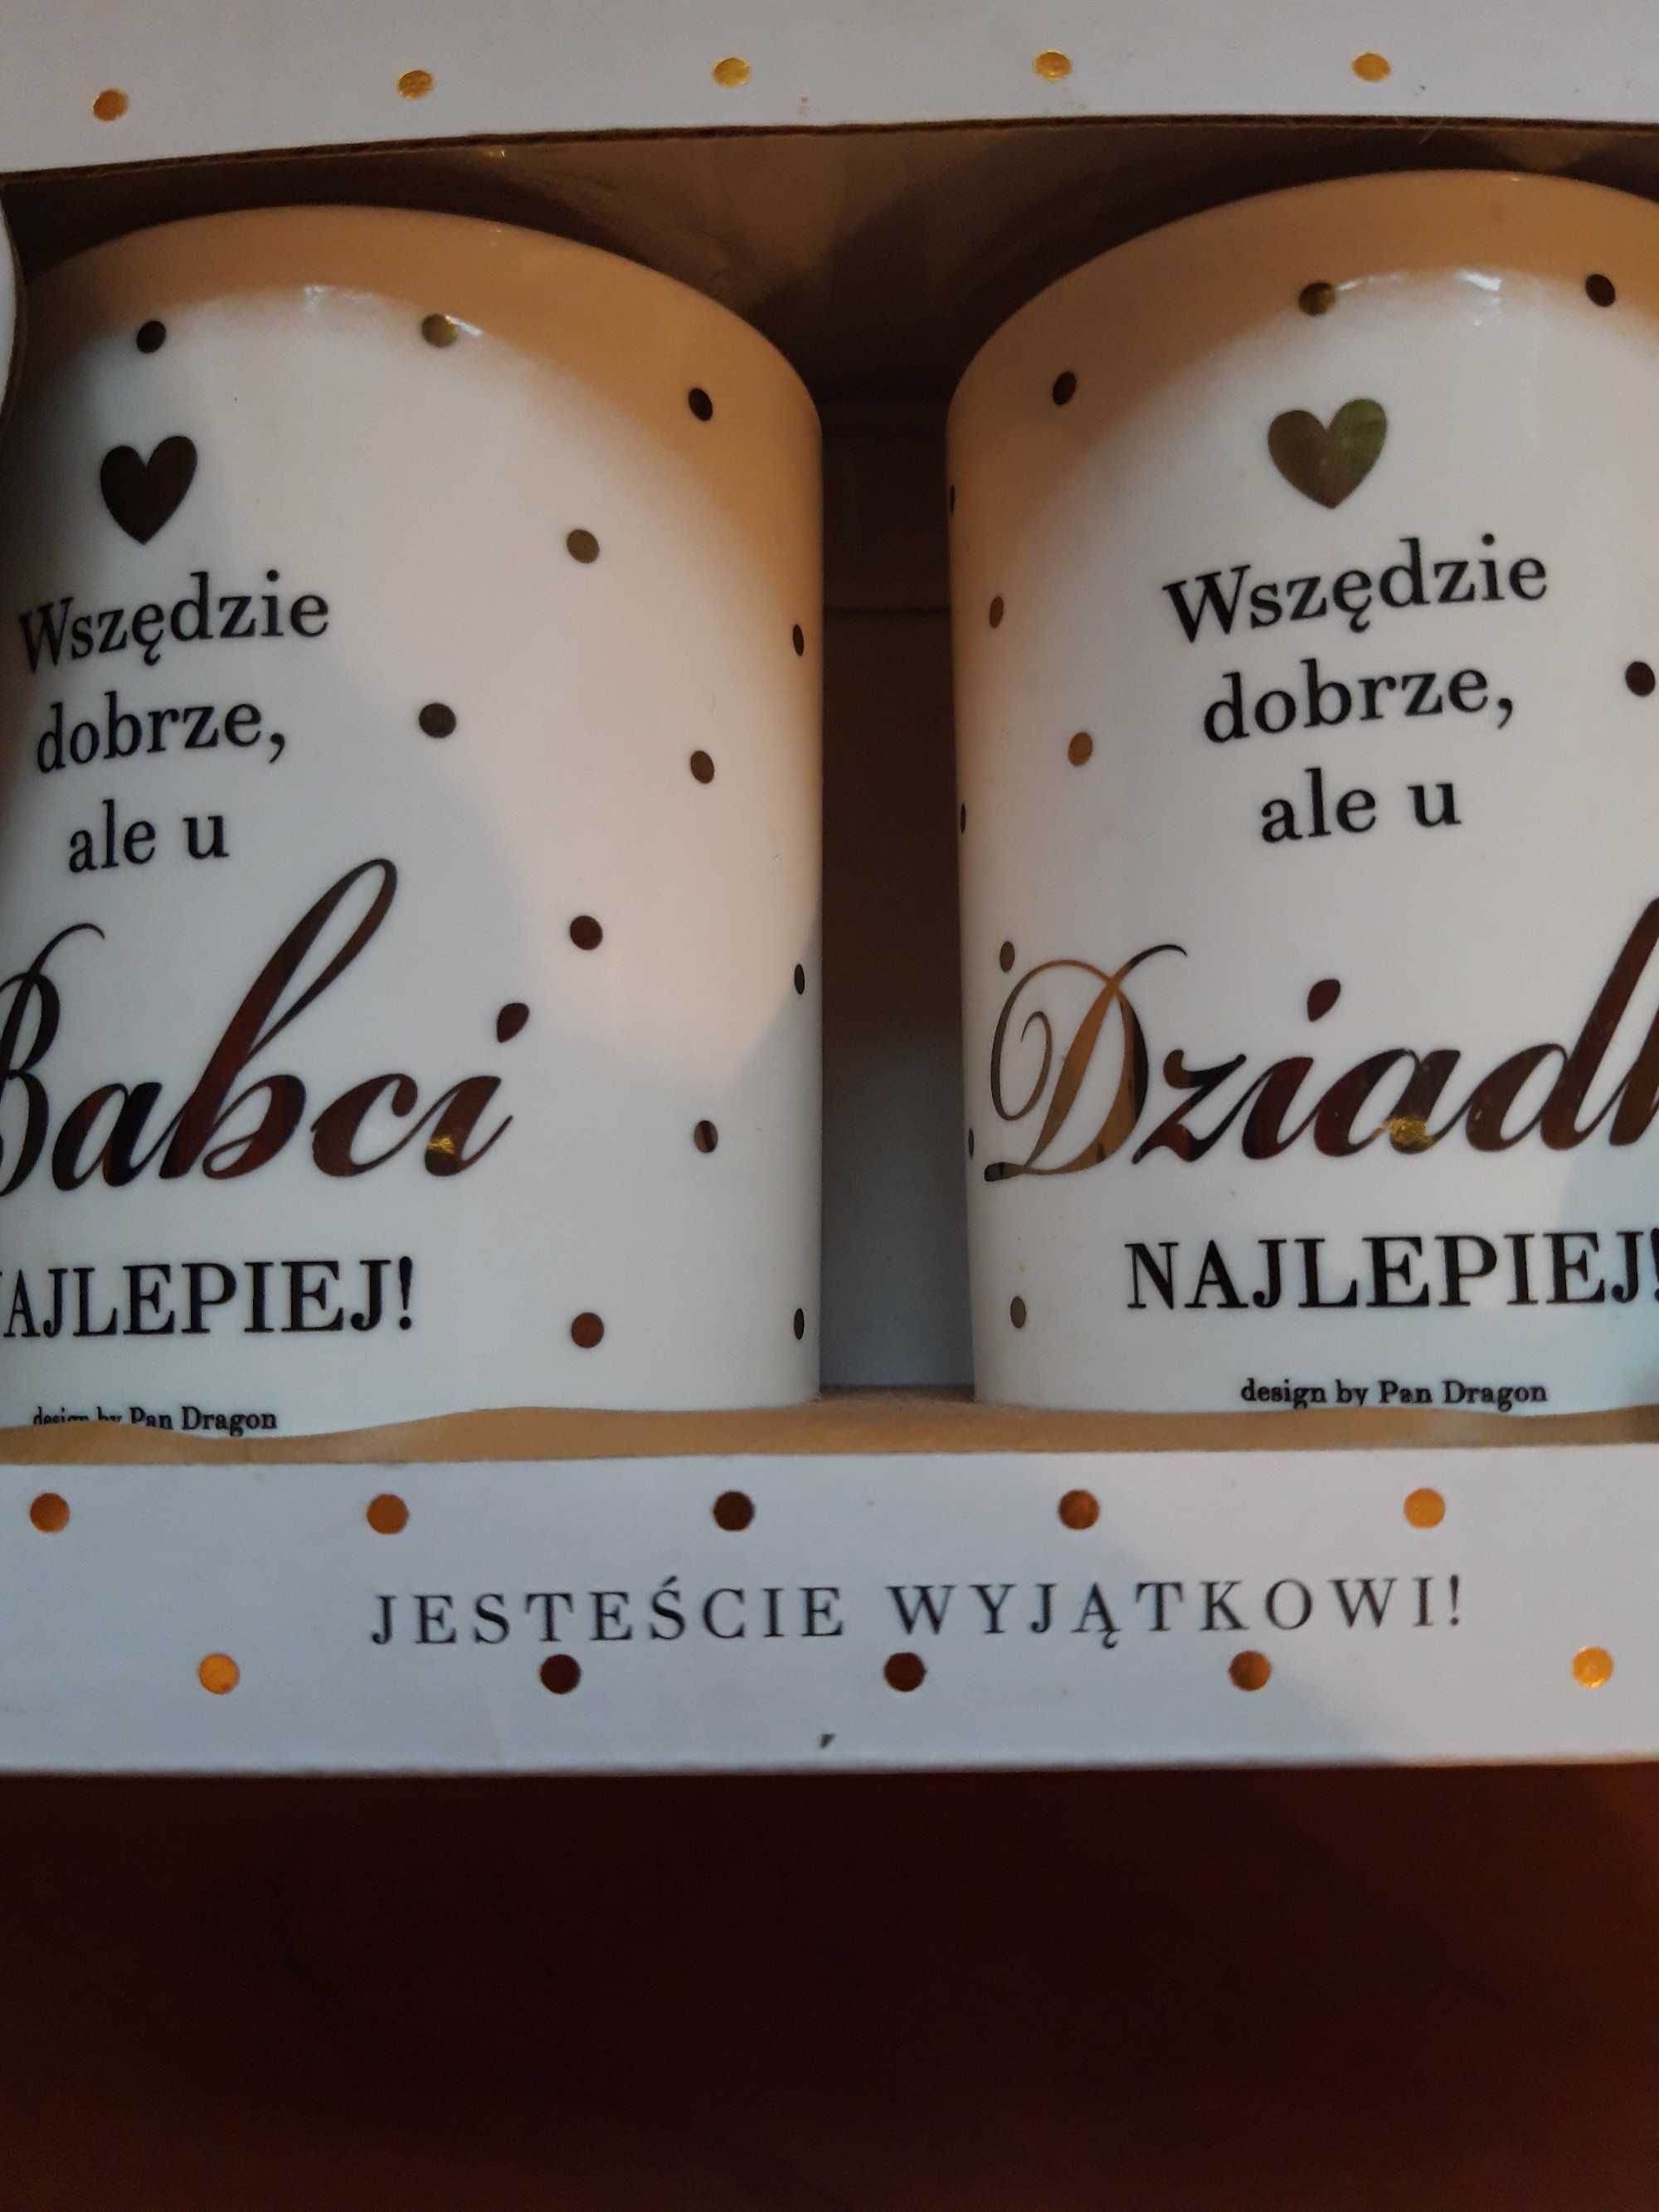 Wszędzie
dobrze,
ale u
Babci
NAJLEPIEJ!
design by Pan Dragon
Wszędzie
dobrze,
ale u
Dziadk
NAJLEPIEJ!
design by Pan Dragon
JESTEŚCIE WYJĄTKOWI!